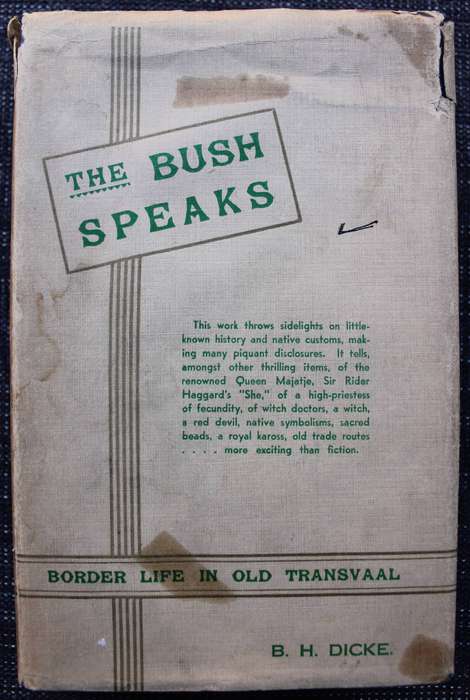 THE BUSH
SPEAKS
This work throws sidelights on little-
known history and native customs, mak-
ing many piquant disclosures. It tells,
amongst other thrilling items, of the
renowned Queen Majatje, Sir Rider
Haggard's "She," of a high-priestess
of fecundity, of witch doctors, a witch,
a red devil, native symbolisms, sacred
beads, a royal kaross, old trade routes
. . . . more exciting than fiction.
BORDER LIFE IN OLD TRANSVAAL
B. H. DICKE.